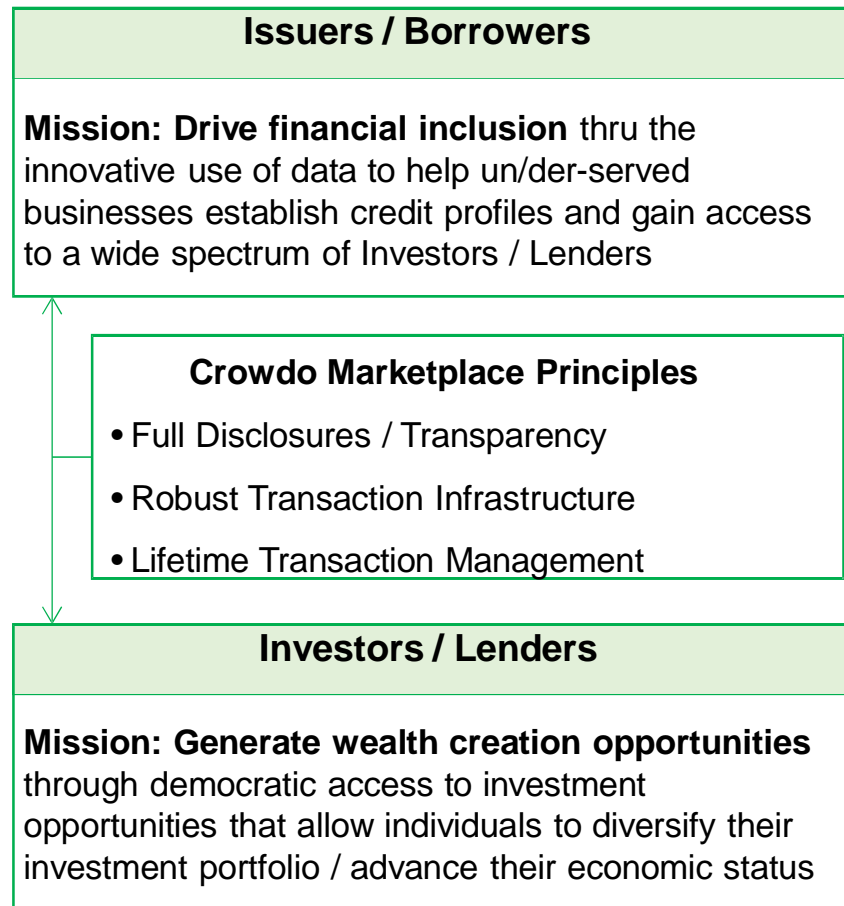 Issuers / Borrowers
Mission: Drive financial inclusion thru the
innovative use of data to help un/der-served
businesses establish credit profiles and gain access
to a wide spectrum of Investors / Lenders
Crowdo Marketplace Principles
• Full Disclosures / Transparency
• Robust Transaction Infrastructure
• Lifetime Transaction Management
Investors / Lenders
Mission: Generate wealth creation opportunities
through democratic access to investment
opportunities that allow individuals to diversify their
investment portfolio / advance their economic status